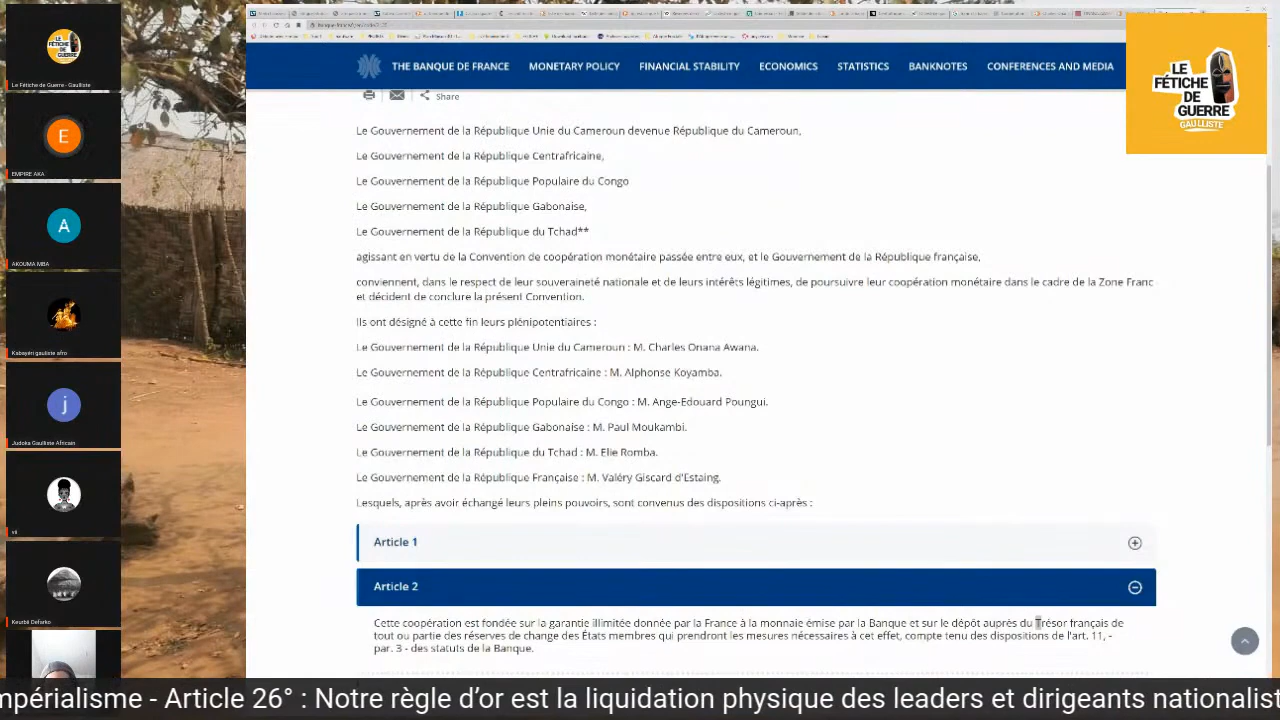 Le Fétiche de Guerre - Gaulliste
EMPIRE AKA
AKOUMA MBA
Kabayén gauliste afro
Judoka Gaulliste Africain
Keurbli Defarko
THE BANQUE DE FRANCE
MONETARY POLICY
FINANCIAL STABILITY
ECONOMICS
STATISTICS
BANKNOTES
CONFERENCES AND MEDIA
LE
FÉTICHE
DE
GUERRE
GAULLISTE
Share
Le Gouvernement de la République Unie du Cameroun devenue République du Cameroun,
Le Gouvernement de la République Centrafricaine,
Le Gouvernement de la République Populaire du Congo
Le Gouvernement de la République Gabonaise,
Le Gouvernement de la République du Tchad**
agissant en vertu de la Convention de coopération monétaire passée entre eux, et le Gouvernement de la République française,
conviennent, dans le respect de leur souveraineté nationale et de leurs intérêts légitimes, de poursuivre leur coopération monétaire dans le cadre de la Zone Franc
et décident de conclure la présent Convention.
Ils ont désigné à cette fin leurs plénipotentiaires :
Le Gouvernement de la République Unie du Cameroun : M. Charles Onana Awana.
Le Gouvernement de la République Centrafricaine : M. Alphonse Koyamba.
Le Gouvernement de la République Populaire du Congo : M. Ange-Edouard Poungui.
Le Gouvernement de la République Gabonaise : M. Paul Moukambi.
Le Gouvernement de la République du Tchad : M. Elie Romba.
Le Gouvernement de la République Française : M. Valéry Giscard d'Estaing.
Lesquels, après avoir échangé leurs pleins pouvoirs, sont convenus des dispositions ci-après :
Article 1
Article 2
Cette coopération est fondée sur la garantie illimitée donnée par la France à la monnaie émise par la Banque et sur le dépôt auprès du Trésor français de
tout ou partie des réserves de change des États membres qui prendront les mesures nécessaires à cet effet, compte tenu des dispositions de l'art. 11, -
par. 3 - des statuts de la Banque.
mpérialisme - Article 26° : Notre règle d'or est la liquidation physique des leaders et dirigeants nationalist